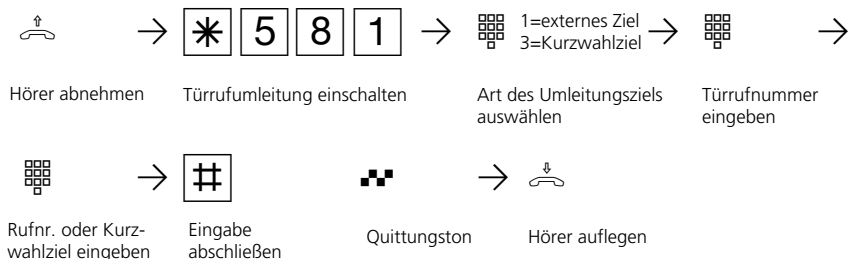 * 5 8 1
1=externes Ziel
3=Kurzwahlziel
Hörer abnehmen
Türrufumleitung einschalten
Art des Umleitungsziels
auswählen
Türrufnummer
eingeben
#
Rufnr. oder Kurz-
wahlziel eingeben
Eingabe
abschließen
Quittungston
Hörer auflegen